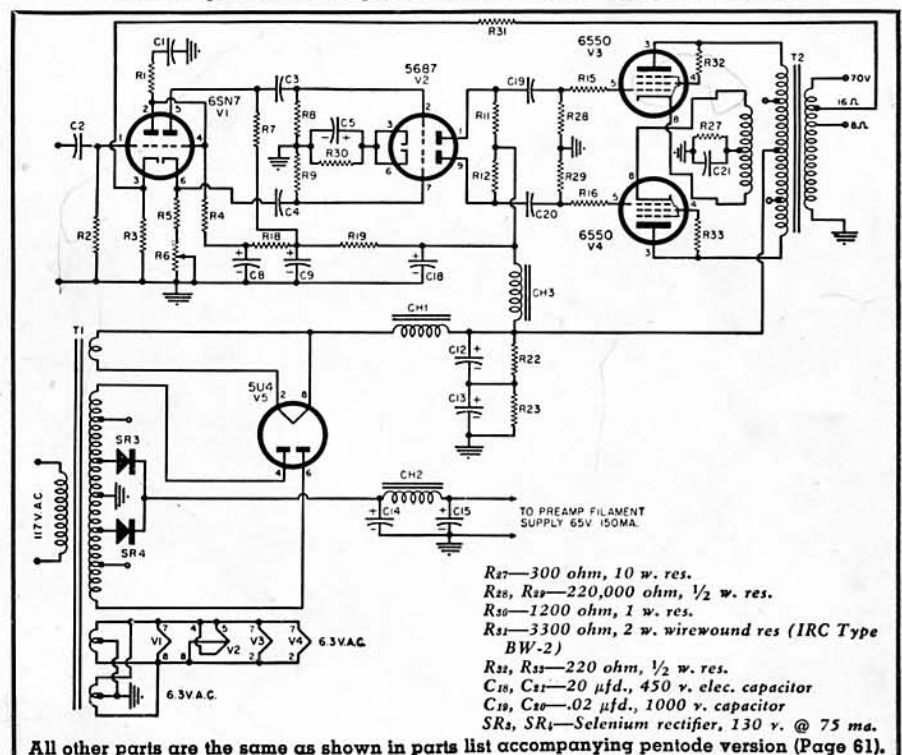 R31
C1
R1
6SN7
V1
C2
C3
R7
R8
5687
V2
C5
R30
R9
C4
C19
R15
R11
R28
R12
R29
C20
R16
6550
V3
R32
T2
70V
16Ω
8Ω
R27
C21
6550
V4
R33
R2
R3
R5
R6
R4
R18
R19
C8
C9
C18
CH3
T1
CH1
C12
R22
C13
R23
5U4
V5
SR3
SR4
117 V.A.C.
CH2
C14
C15
TO PREAMP FILAMENT
SUPPLY 65V 150MA.
V1
V2
V3
V4
6.3V.A.C.
6.3V.A.C.
R27—300 ohm, 10 w. res.
R28, R29—220,000 ohm, ½ w. res.
R30—1200 ohm, 1 w. res.
R31—3300 ohm, 2 w. wirewound res (IRC Type
BW-2)
R32, R33—220 ohm, ½ w. res.
C18, C21—20 μfd., 450 v. elec. capacitor
C19, C20—.02 μfd., 1000 v. capacitor
SR3, SR4—Selenium rectifier, 130 v. @ 75 ma.
All other parts are the same as shown in parts list accompanying pentode version (Page 61).